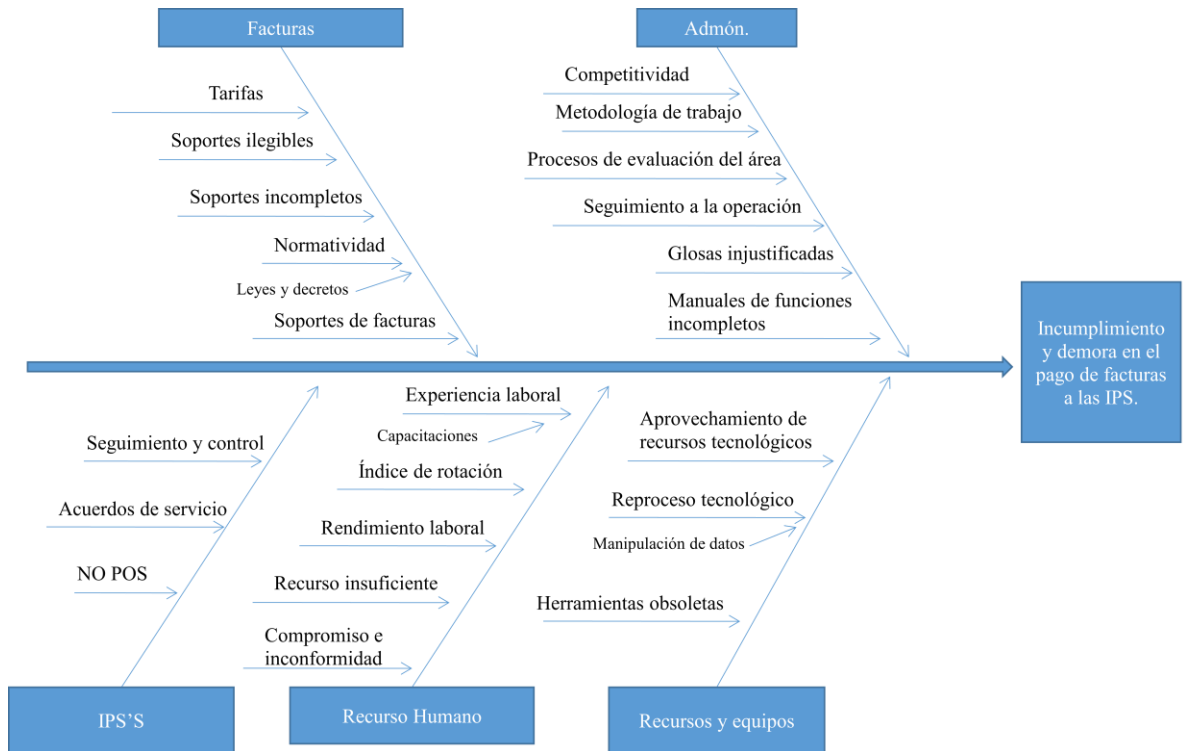 Facturas
Admón.
Tarifas
Soportes ilegibles
Soportes incompletos
Normatividad
Leyes y decretos
Soportes de facturas
Competitividad
Metodología de trabajo
Procesos de evaluación del área
Seguimiento a la operación
Glosas injustificadas
Manuales de funciones
incompletos
Incumplimiento
y demora en el
pago de facturas
a las IPS.
Seguimiento y control
Acuerdos de servicio
NO POS
Experiencia laboral
Capacitaciones
Índice de rotación
Rendimiento laboral
Recurso insuficiente
Compromiso e
inconformidad
Aprovechamiento de
recursos tecnológicos
Reproceso tecnológico
Manipulación de datos
Herramientas obsoletas
IPS’S
Recurso Humano
Recursos y equipos